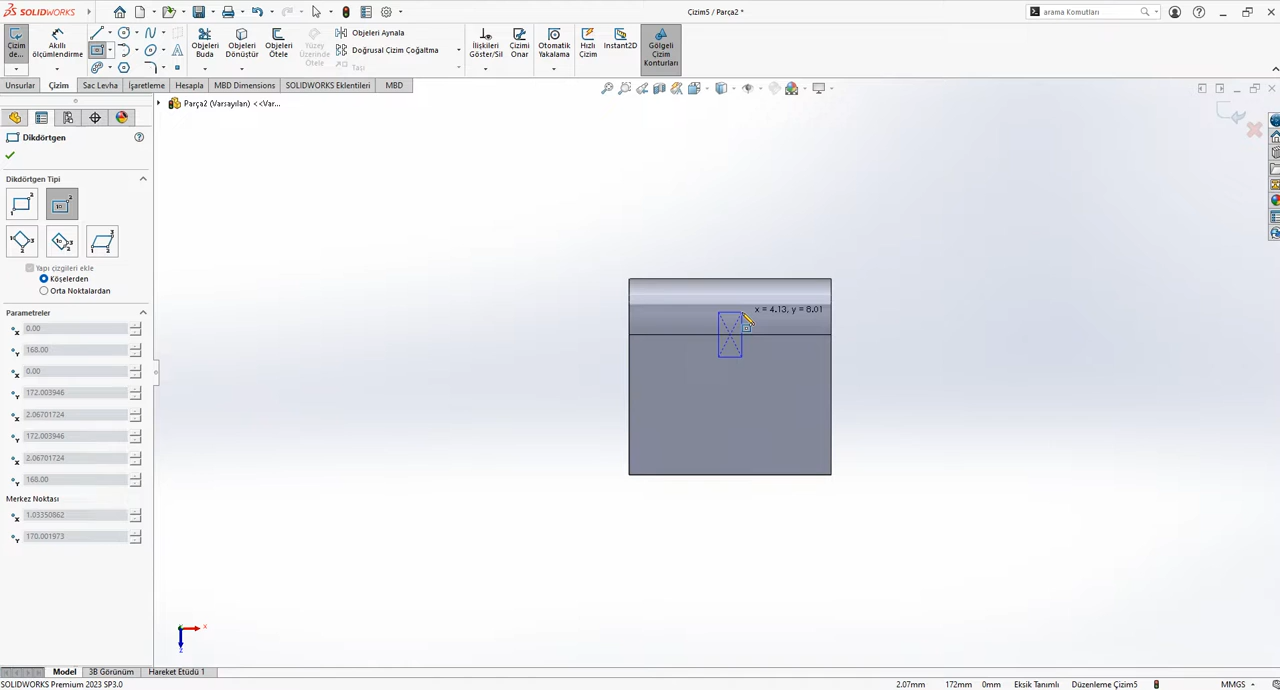 SOLIDWORKS
Çizim5 / Parça2 *
arama Komutları
Çizim de...
Akıllı ölçümlendirme
Objeleri Buda
Objeleri Dönüştür
Objeleri Ötele
Yüzey Üzerinde Ötele
Objeleri Aynala
Doğrusal Çizim Çoğaltma
Taşı
İlişkileri Göster/Sil
Çizimi Onar
Otomatik Yakalama
Hızlı Çizim
Instant2D
Gölgeli Çizim Konturları
Unsurlar
Çizim
Sac Levha
İşaretleme
Hesapla
MBD Dimensions
SOLIDWORKS Eklentileri
MBD
Parça2 (Varsayılan) <<Var...
Dikdörtgen
Dikdörtgen Tipi
Yapı çizgileri ekle
Köşelerden
Orta Noktalardan
Parametreler
0.00
168.00
0.00
172.003946
2.06701724
172.003946
2.06701724
168.00
Merkez Noktası
1.03350862
170.001973
x = 4.13, y = 8.01
x
z
Model
3B Görünüm
Hareket Etüdü 1
SOLIDWORKS Premium 2023 SP3.0
2.07mm
172mm
0mm
Eksik Tanımlı
Düzenleme Çizim5
MMGS